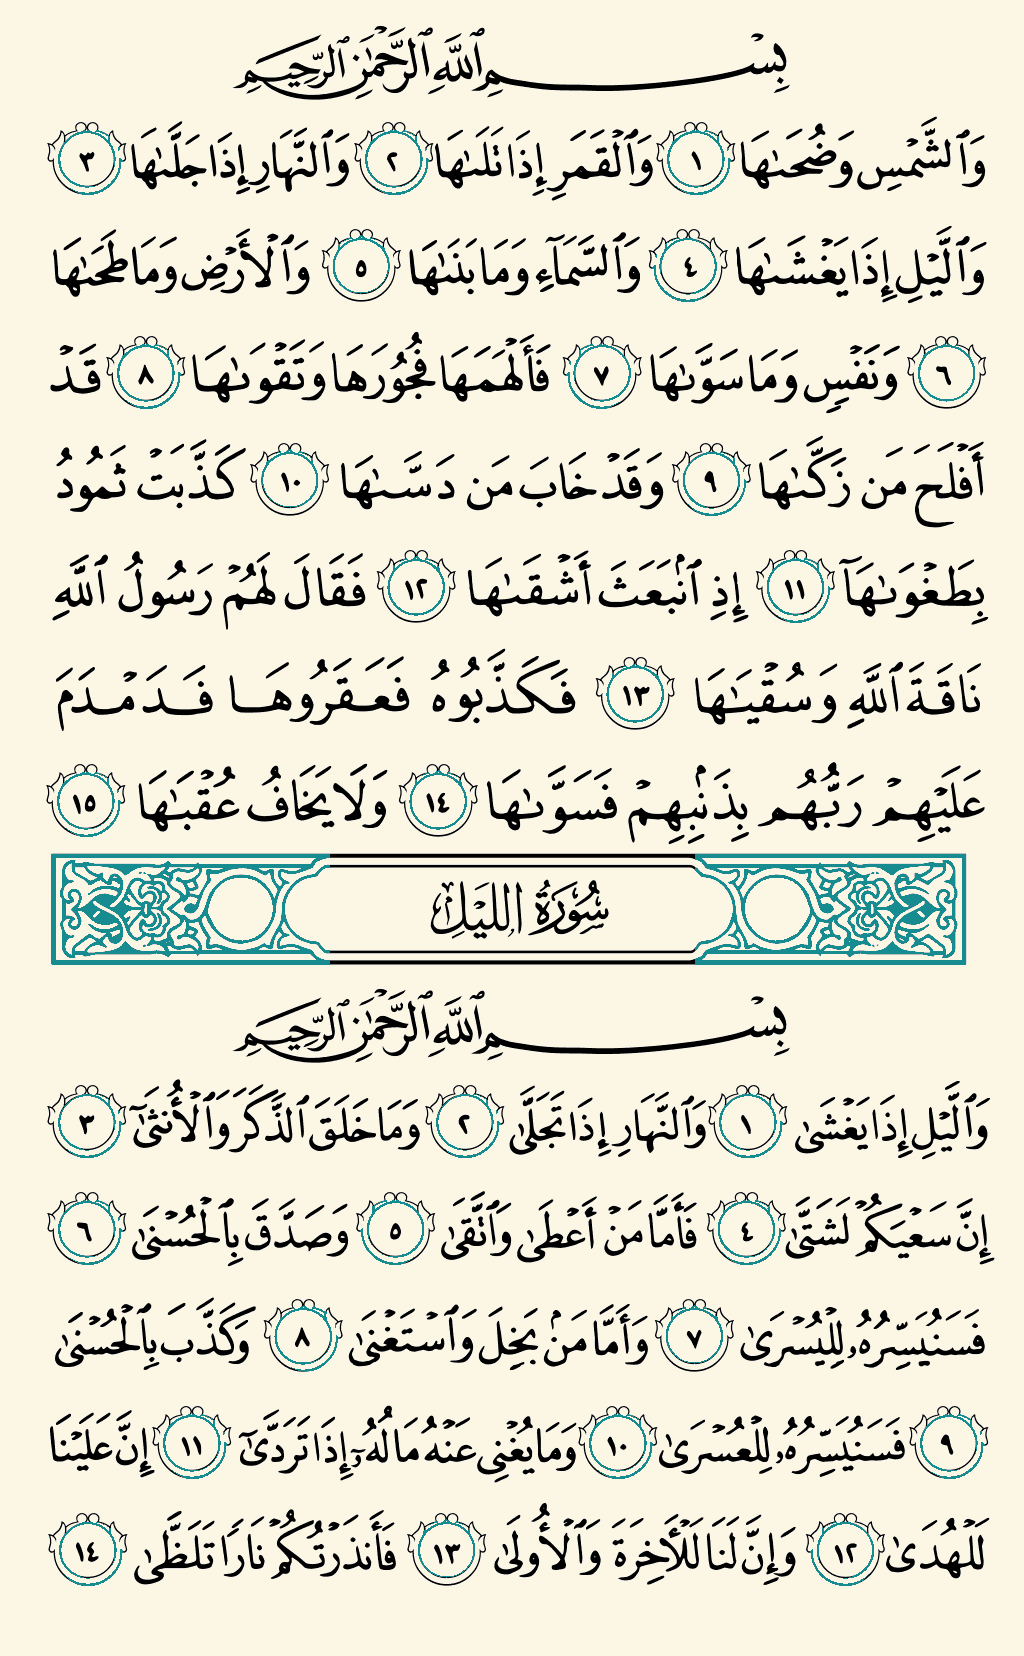 بِسْمِ ٱللَّهِ ٱلرَّحْمَٰنِ ٱلرَّحِيمِ
وَٱلشَّمْسِ وَضُحَىٰهَا ١ وَٱلْقَمَرِ إِذَا تَلَىٰهَا ٢ وَٱلنَّهَارِ إِذَا جَلَّىٰهَا ٣
وَٱلَّيْلِ إِذَا يَغْشَىٰهَا ٤ وَٱلسَّمَآءِ وَمَا بَنَىٰهَا ٥ وَٱلْأَرْضِ وَمَا طَحَىٰهَا
٦ وَنَفْسٍ وَمَا سَوَّىٰهَا ٧ فَأَلْهَمَهَا فُجُورَهَا وَتَقْوَىٰهَا ٨ قَدْ
أَفْلَحَ مَن زَكَّىٰهَا ٩ وَقَدْ خَابَ مَن دَسَّىٰهَا ١٠ كَذَّبَتْ ثَمُودُ
بِطَغْوَىٰهَآ ١١ إِذِ ٱنۢبَعَثَ أَشْقَىٰهَا ١٢ فَقَالَ لَهُمْ رَسُولُ ٱللَّهِ
نَاقَةَ ٱللَّهِ وَسُقْيَٰهَا ١٣ فَكَذَّبُوهُ فَعَقَرُوهَا فَدَمْدَمَ
عَلَيْهِمْ رَبُّهُم بِذَنۢبِهِمْ فَسَوَّىٰهَا ١٤ وَلَا يَخَافُ عُقْبَٰهَا ١٥
سُورَةُ اللَّيْلِ
بِسْمِ ٱللَّهِ ٱلرَّحْمَٰنِ ٱلرَّحِيمِ
وَٱلَّيْلِ إِذَا يَغْشَىٰ ١ وَٱلنَّهَارِ إِذَا تَجَلَّىٰ ٢ وَمَا خَلَقَ ٱلذَّكَرَ وَٱلْأُنثَىٰٓ ٣
إِنَّ سَعْيَكُمْ لَشَتَّىٰ ٤ فَأَمَّا مَنْ أَعْطَىٰ وَٱتَّقَىٰ ٥ وَصَدَّقَ بِٱلْحُسْنَىٰ ٦
فَسَنُيَسِّرُهُۥ لِلْيُسْرَىٰ ٧ وَأَمَّا مَنۢ بَخِلَ وَٱسْتَغْنَىٰ ٨ وَكَذَّبَ بِٱلْحُسْنَىٰ
٩ فَسَنُيَسِّرُهُۥ لِلْعُسْرَىٰ ١٠ وَمَا يُغْنِى عَنْهُ مَالُهُۥٓ إِذَا تَرَدَّىٰٓ ١١ إِنَّ عَلَيْنَا
لَلْهُدَىٰ ١٢ وَإِنَّ لَنَا لَلْأَخِرَةَ وَٱلْأُولَىٰ ١٣ فَأَنذَرْتُكُمْ نَارًا تَلَظَّىٰ ١٤